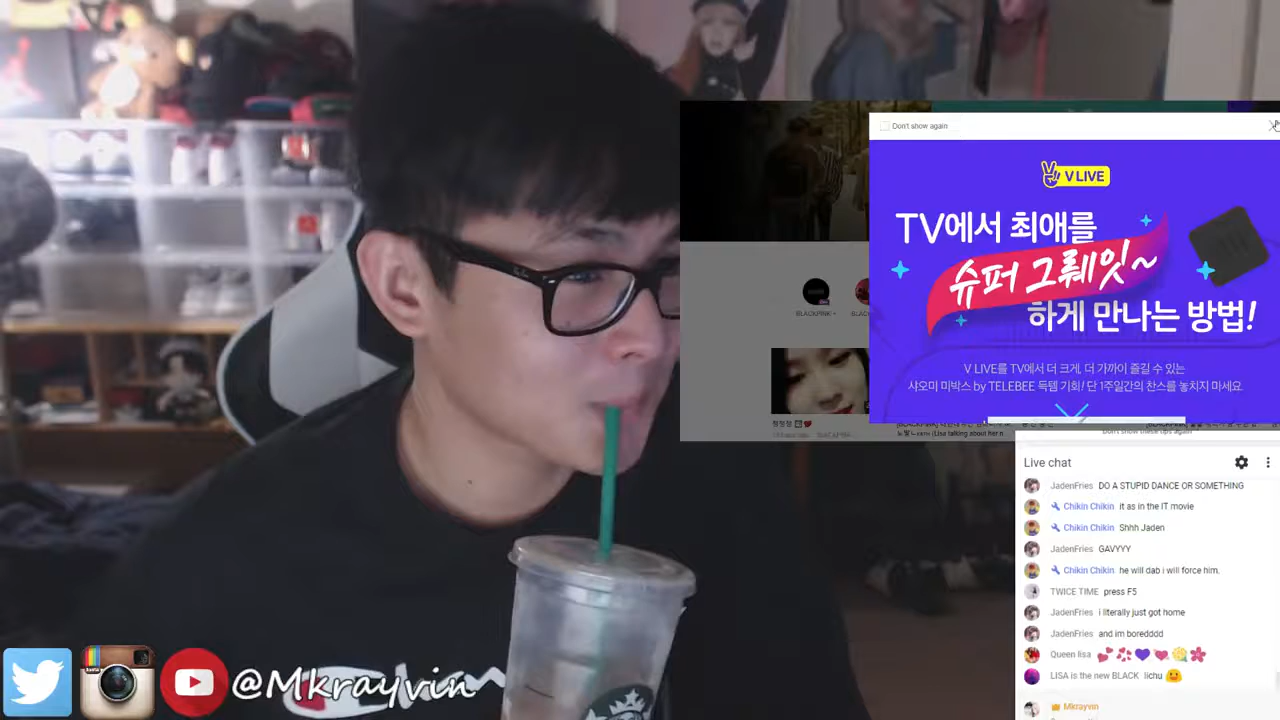 Don't show again
V LIVE
TV에서 최애를
슈퍼 그뤠잇~
하게 만나는 방법!
V LIVE를 TV에서 더 크게, 더 가까이 즐길 수 있는
샤오미 미박스 by TELEBEE 득템 기회! 단 1주일간의 찬스를 놓치지 마세요.
BLACKPINK +
Don't show these tips again
Live chat
JadenFries DO A STUPID DANCE OR SOMETHING
Chikin Chikin it as in the IT movie
Chikin Chikin Shhh Jaden
JadenFries GAVYYY
Chikin Chikin he will dab i will force him.
TWICE TIME press F5
JadenFries i literally just got home
JadenFries and im boredddd
Queen lisa
LISA is the new BLACK lichu
Mkrayvin
@Mkrayvin